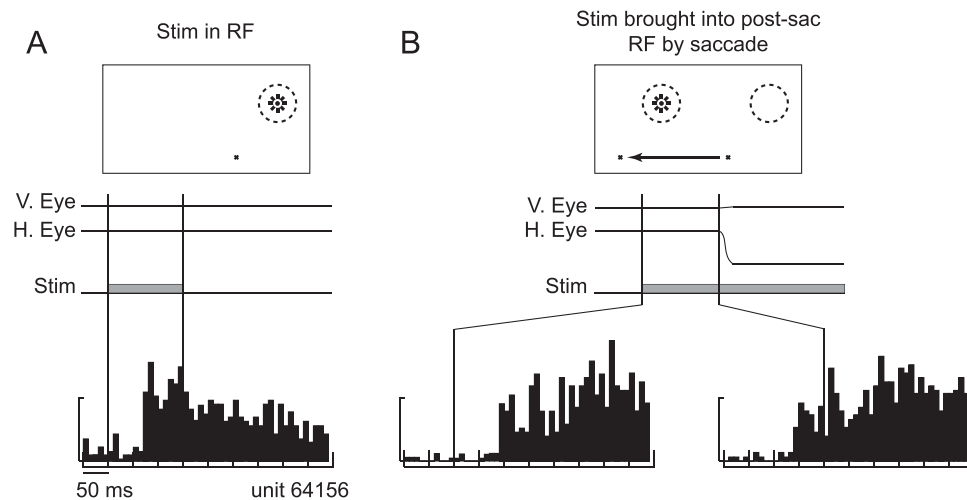 A
Stim in RF
V. Eye
H. Eye
Stim
50 ms
unit 64156
B
Stim brought into post-sac
RF by saccade
V. Eye
H. Eye
Stim